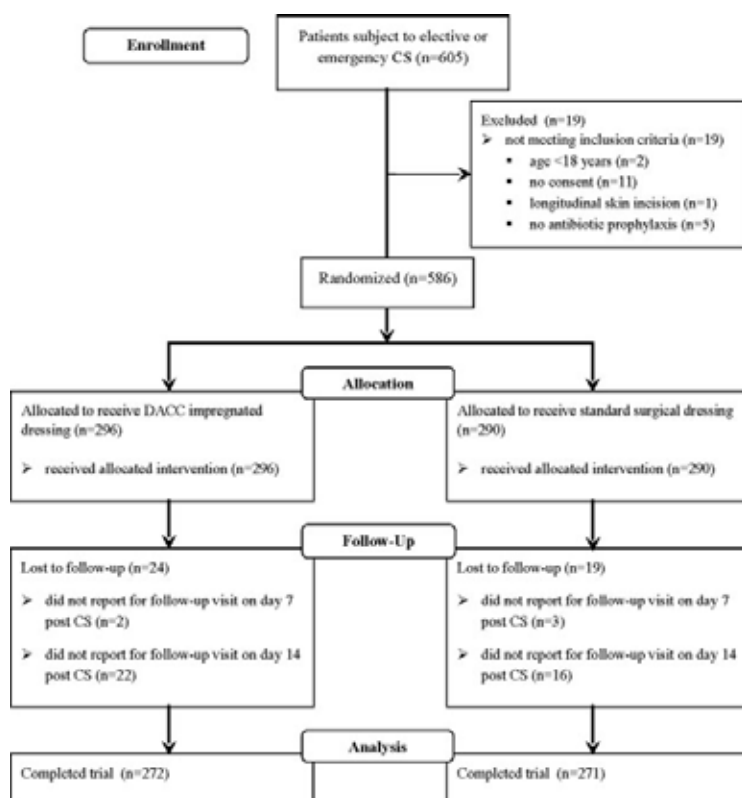 Enrollment
Patients subject to elective or
emergency CS (n=605)
Excluded (n=19)
➢ not meeting inclusion criteria (n=19)
▪ age <18 years (n=2)
▪ no consent (n=11)
▪ longitudinal skin incision (n=1)
▪ no antibiotic prophylaxis (n=5)
Randomized (n=586)
Allocation
Allocated to receive DACC impregnated
dressing (n=296)
➢ received allocated intervention (n=296)
Allocated to receive standard surgical dressing
(n=290)
➢ received allocated intervention (n=290)
Follow-Up
Lost to follow-up (n=24)
➢ did not report for follow-up visit on day 7
post CS (n=2)
➢ did not report for follow-up visit on day 14
post CS (n=22)
Lost to follow-up (n=19)
➢ did not report for follow-up visit on day 7
post CS (n=3)
➢ did not report for follow-up visit on day 14
post CS (n=16)
Analysis
Completed trial (n=272)
Completed trial (n=271)